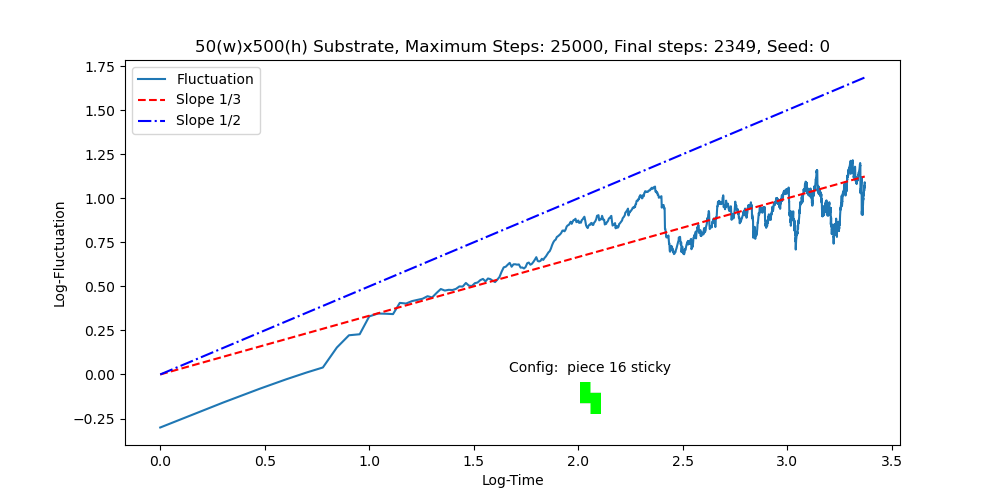 50(w)x500(h) Substrate, Maximum Steps: 25000, Final steps: 2349, Seed: 0
1.75
1.50
1.25
1.00
0.75
0.50
0.25
0.00
−0.25
Log-Fluctuation
Fluctuation
Slope 1/3
Slope 1/2
Config:  piece 16 sticky
0.0 0.5 1.0 1.5 2.0 2.5 3.0 3.5
Log-Time